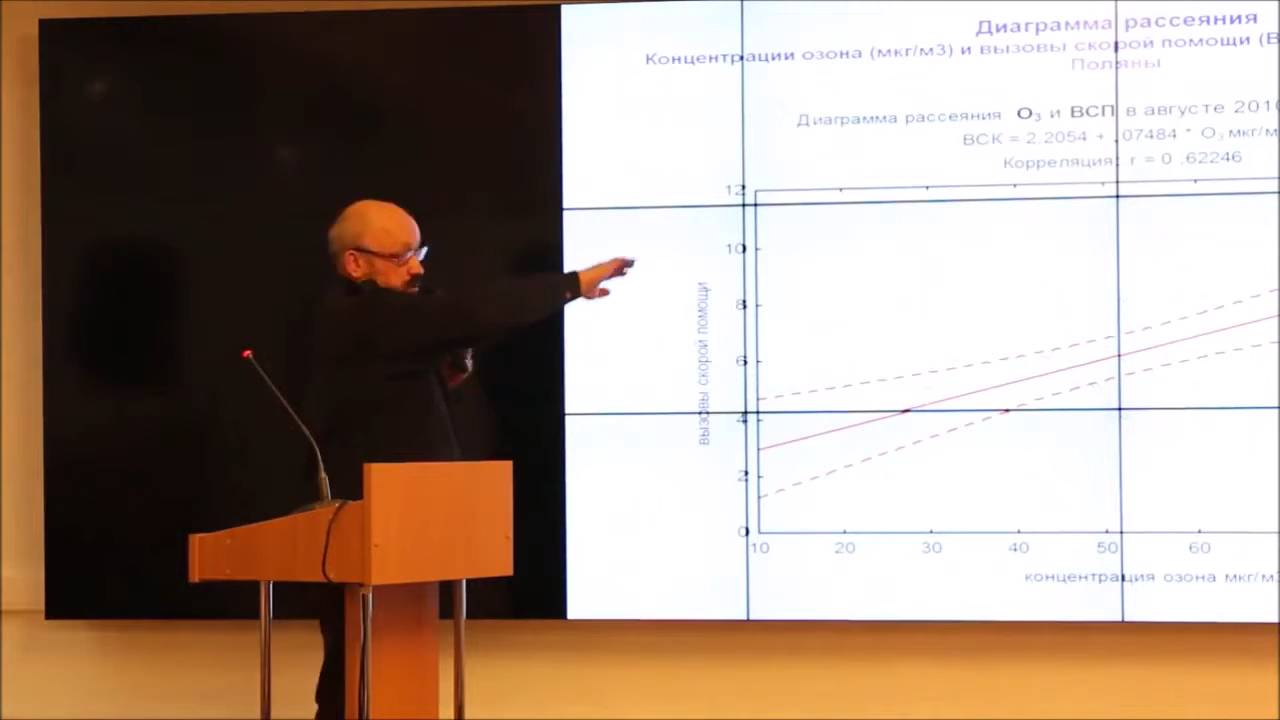 Диаграмма рассеяния
Концентрации озона (мкг/м3) и вызовы скорой помощи (В
Поляны
Диаграмма рассеяния O₃ и ВСП в августе 201
ВСК = 2.2054 + .07484 * O₃ мкг/м
Корреляция: r = 0 .62246
12
10
8
6
4
2
0
вызовы скорой помощи
10 20 30 40 50 60
концентрация озона мкг/м